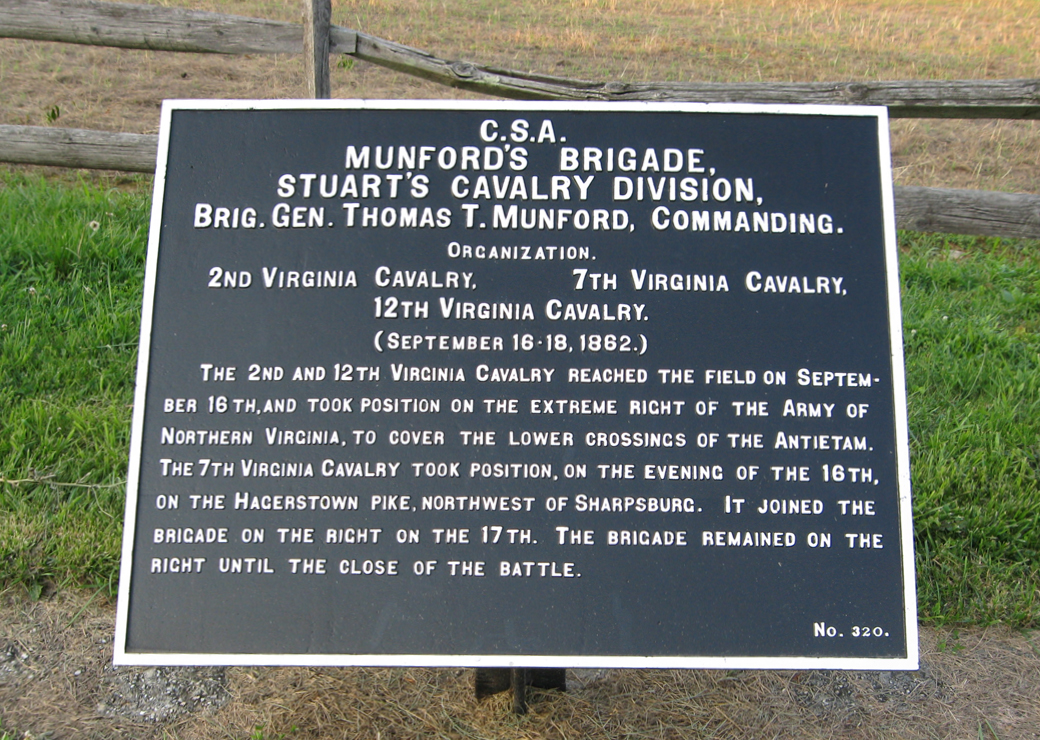 C.S.A.
MUNFORD'S BRIGADE,
STUART'S CAVALRY DIVISION,
BRIG. GEN. THOMAS T. MUNFORD, COMMANDING.
ORGANIZATION.
2ND VIRGINIA CAVALRY, 7TH VIRGINIA CAVALRY,
12TH VIRGINIA CAVALRY.
(SEPTEMBER 16-18, 1862.)
THE 2ND AND 12TH VIRGINIA CAVALRY REACHED THE FIELD ON SEPTEM-
BER 16TH, AND TOOK POSITION ON THE EXTREME RIGHT OF THE ARMY OF
NORTHERN VIRGINIA, TO COVER THE LOWER CROSSINGS OF THE ANTIETAM.
THE 7TH VIRGINIA CAVALRY TOOK POSITION, ON THE EVENING OF THE 16TH,
ON THE HAGERSTOWN PIKE, NORTHWEST OF SHARPSBURG. IT JOINED THE
BRIGADE ON THE RIGHT ON THE 17TH. THE BRIGADE REMAINED ON THE
RIGHT UNTIL THE CLOSE OF THE BATTLE.
No. 320.